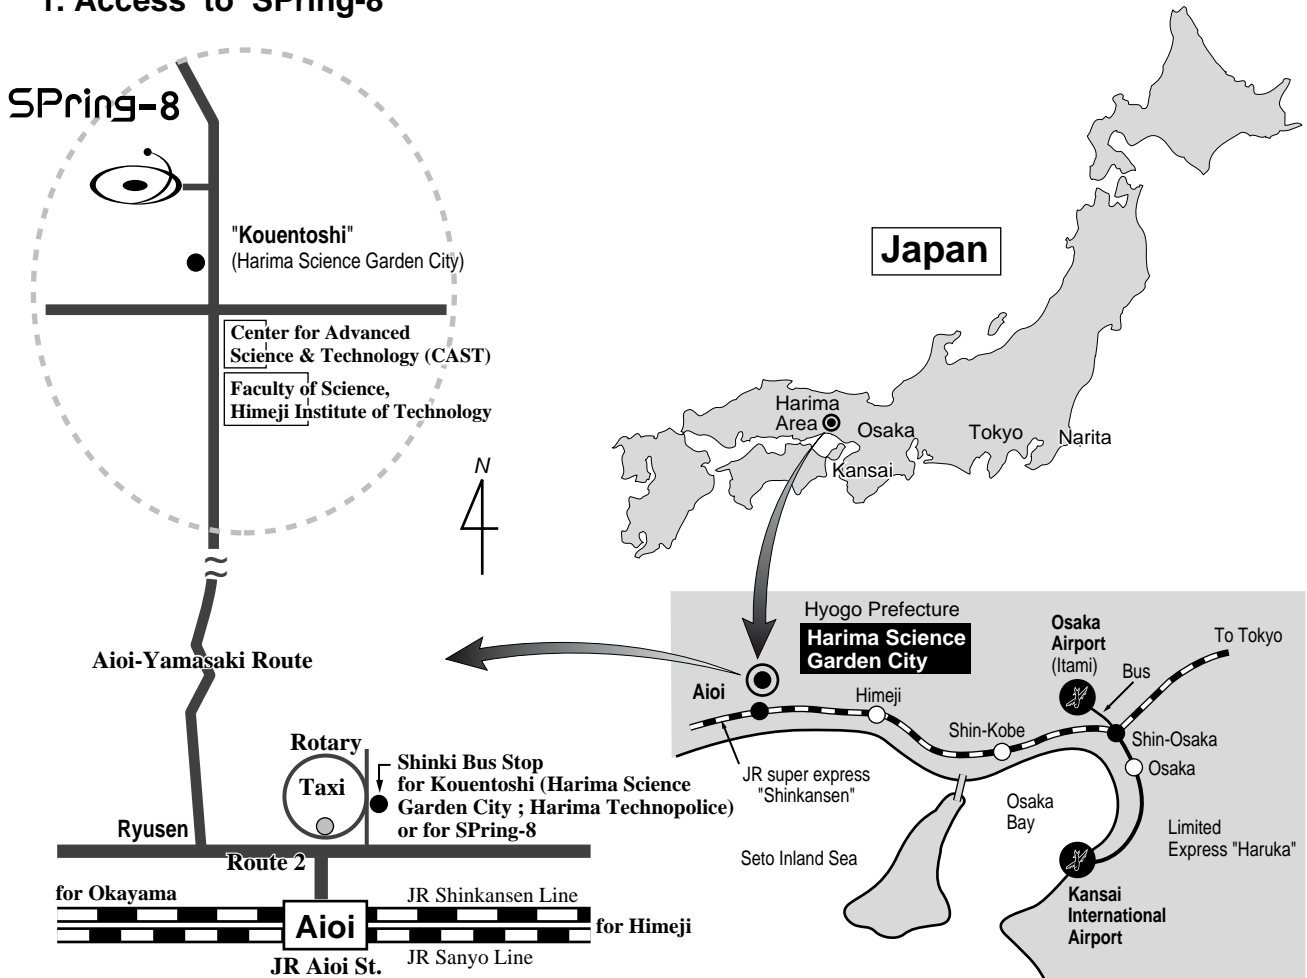 1. Access to SPring-8
SPring-8
"Kouentoshi"
(Harima Science Garden City)
Center for Advanced
Science & Technology (CAST)
Faculty of Science,
Himeji Institute of Technology
N
Japan
Harima
Area
Osaka
Tokyo
Narita
Kansai
Aioi-Yamasaki Route
Rotary
Taxi
Shinki Bus Stop
for Kouentoshi (Harima Science
Garden City ; Harima Technopolice)
or for SPring-8
Ryusen
Route 2
for Okayama
JR Shinkansen Line
Aioi
for Himeji
JR Sanyo Line
JR Aioi St.
Hyogo Prefecture
Harima Science
Garden City
Osaka
Airport
(Itami)
To Tokyo
Bus
Aioi
Himeji
Shin-Kobe
Shin-Osaka
Osaka
JR super express
"Shinkansen"
Osaka
Bay
Limited
Express "Haruka"
Seto Inland Sea
Kansai
International
Airport